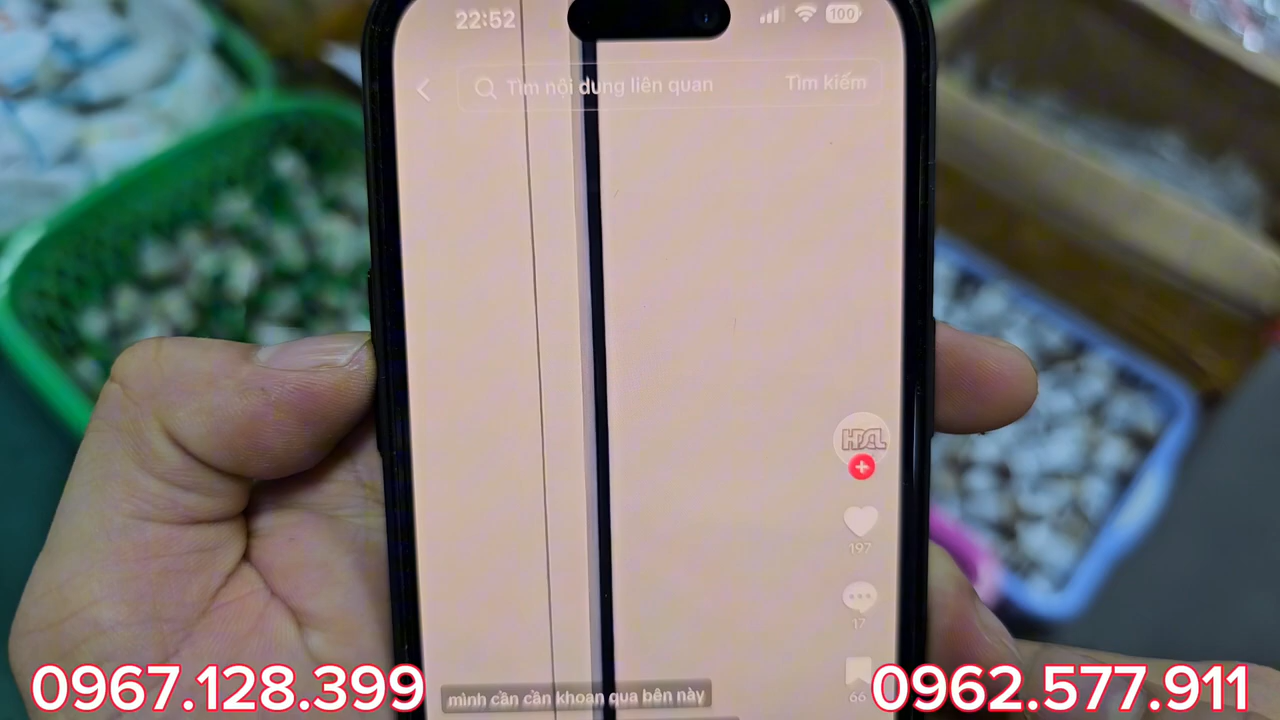 22:52
100
Tìm nội dung liên quan
Tìm kiếm
HDCL
197
17
66
mình cần cần khoan qua bên này
0967.128.399
0962.577.911